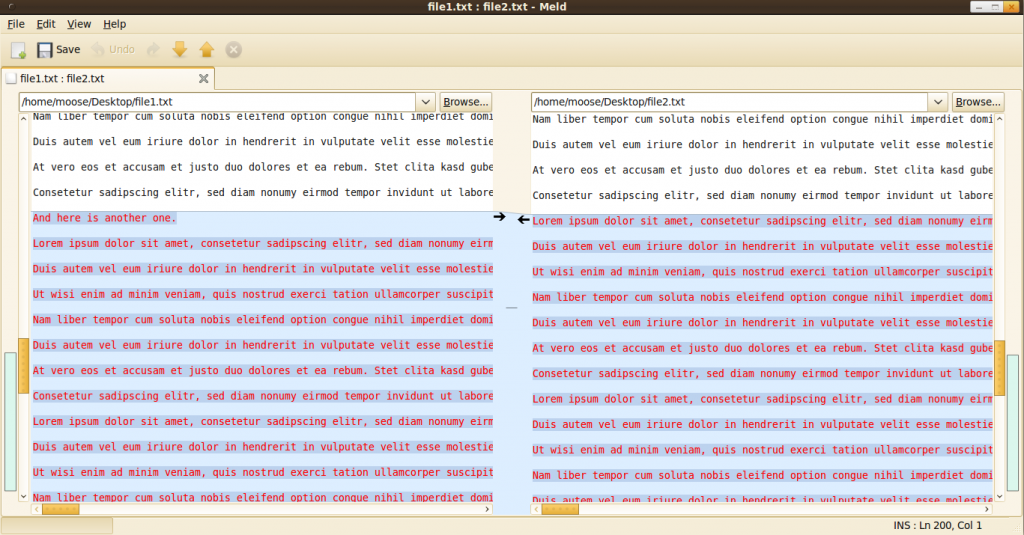 file1.txt : file2.txt - Meld
File Edit View Help
Save Undo
file1.txt : file2.txt
/home/moose/Desktop/file1.txt Browse...
Nam liber tempor cum soluta nobis eleifend option congue nihil imperdiet domi
Duis autem vel eum iriure dolor in hendrerit in vulputate velit esse molestie
At vero eos et accusam et justo duo dolores et ea rebum. Stet clita kasd gube
Consetetur sadipscing elitr, sed diam nonumy eirmod tempor invidunt ut labore
And here is another one.
Lorem ipsum dolor sit amet, consetetur sadipscing elitr, sed diam nonumy eirm
Duis autem vel eum iriure dolor in hendrerit in vulputate velit esse molestie
Ut wisi enim ad minim veniam, quis nostrud exerci tation ullamcorper suscipit
Nam liber tempor cum soluta nobis eleifend option congue nihil imperdiet domi
Duis autem vel eum iriure dolor in hendrerit in vulputate velit esse molestie
At vero eos et accusam et justo duo dolores et ea rebum. Stet clita kasd gube
Consetetur sadipscing elitr, sed diam nonumy eirmod tempor invidunt ut labore
Lorem ipsum dolor sit amet, consetetur sadipscing elitr, sed diam nonumy eirm
Duis autem vel eum iriure dolor in hendrerit in vulputate velit esse molestie
Ut wisi enim ad minim veniam, quis nostrud exerci tation ullamcorper suscipit
Nam liber tempor cum soluta nobis eleifend option congue nihil imperdiet domi
/home/moose/Desktop/file2.txt Browse...
Nam liber tempor cum soluta nobis eleifend option congue nihil imperdiet domi
Duis autem vel eum iriure dolor in hendrerit in vulputate velit esse molestie
At vero eos et accusam et justo duo dolores et ea rebum. Stet clita kasd gube
Consetetur sadipscing elitr, sed diam nonumy eirmod tempor invidunt ut labore
Lorem ipsum dolor sit amet, consetetur sadipscing elitr, sed diam nonumy eirm
Duis autem vel eum iriure dolor in hendrerit in vulputate velit esse molestie
Ut wisi enim ad minim veniam, quis nostrud exerci tation ullamcorper suscipit
Nam liber tempor cum soluta nobis eleifend option congue nihil imperdiet domi
Duis autem vel eum iriure dolor in hendrerit in vulputate velit esse molestie
At vero eos et accusam et justo duo dolores et ea rebum. Stet clita kasd gube
Consetetur sadipscing elitr, sed diam nonumy eirmod tempor invidunt ut labore
Lorem ipsum dolor sit amet, consetetur sadipscing elitr, sed diam nonumy eirm
Duis autem vel eum iriure dolor in hendrerit in vulputate velit esse molestie
Ut wisi enim ad minim veniam, quis nostrud exerci tation ullamcorper suscipit
Nam liber tempor cum soluta nobis eleifend option congue nihil imperdiet domi
Duis autem vel eum iriure dolor in hendrerit in vulputate velit esse molestie
INS : Ln 200, Col 1